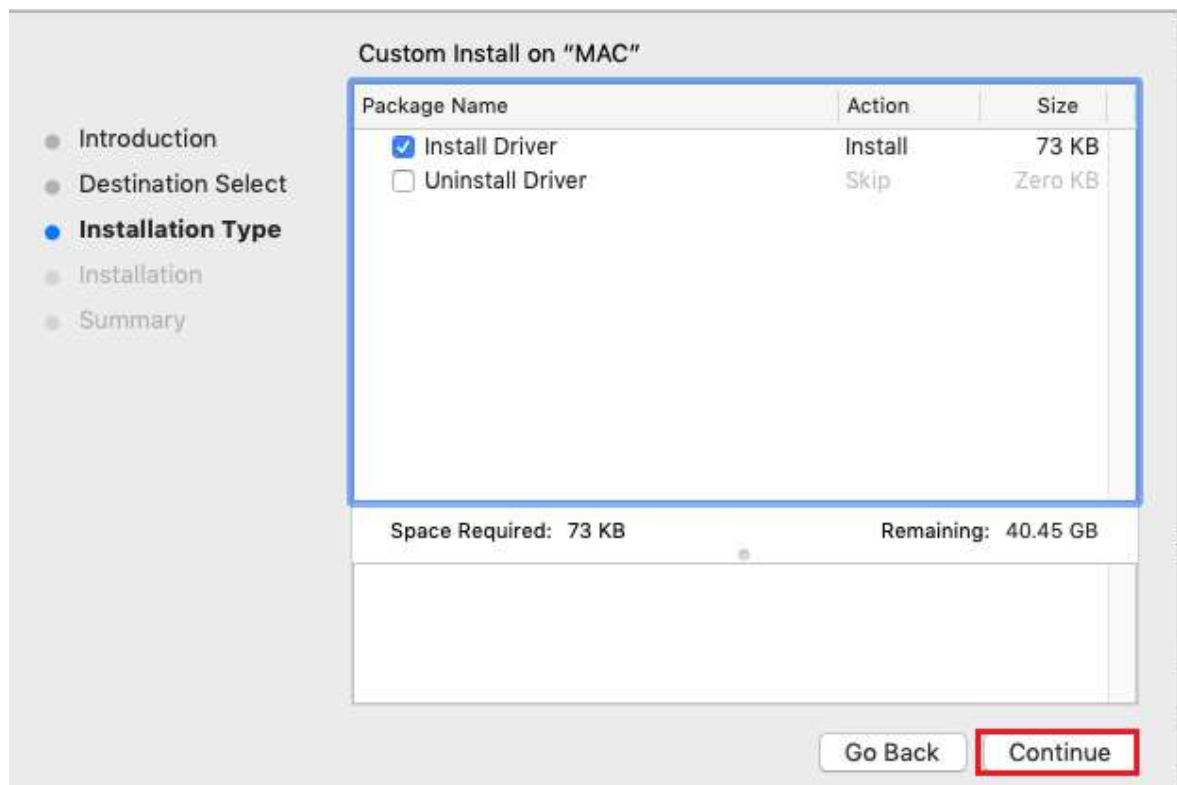 Custom Install on “MAC”
Package Name Action Size
Introduction
Destination Select
Installation Type
Installation
Summary
Install Driver Install 73 KB
Uninstall Driver Skip Zero KB
Space Required: 73 KB Remaining: 40.45 GB
Go Back Continue